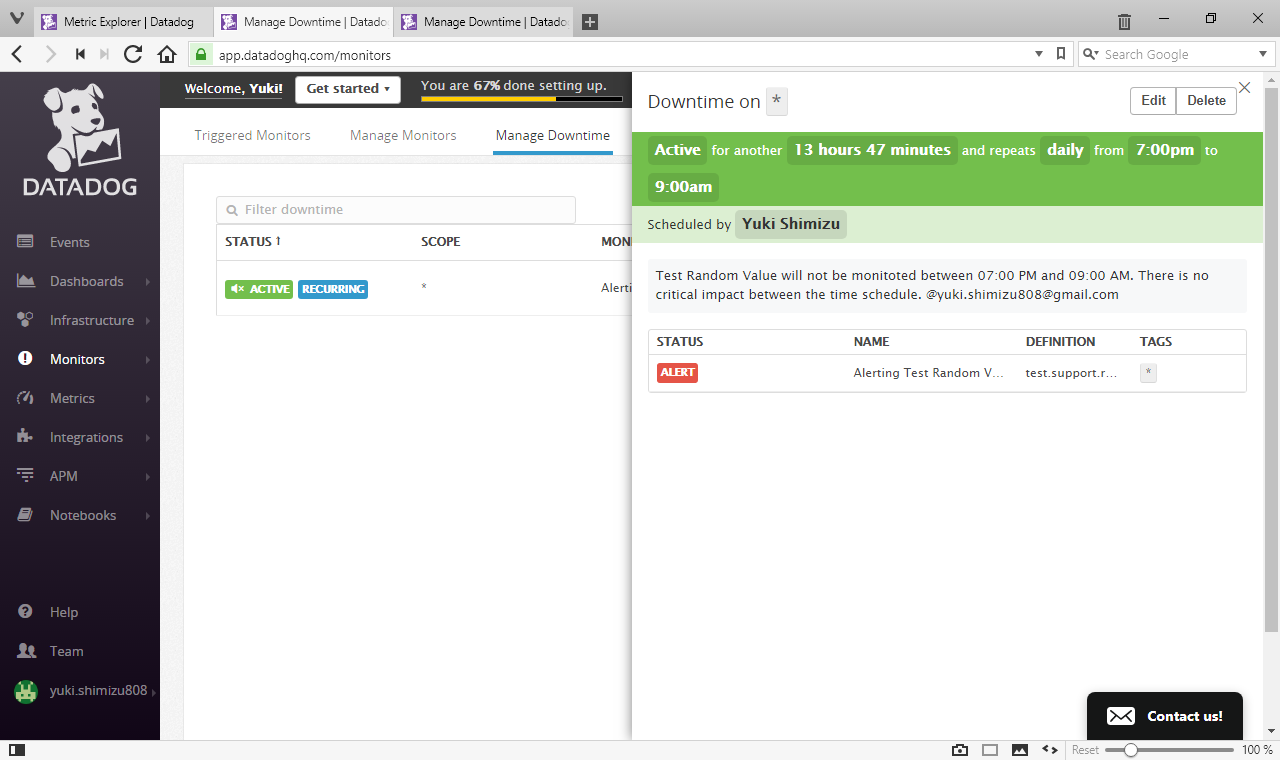 Metric Explorer | Datadog
Manage Downtime | Datado
Manage Downtime | Datado
app.datadoghq.com/monitors
Search Google
DATADOG
Events
Dashboards
Infrastructure
Monitors
Metrics
Integrations
APM
Notebooks
Help
Team
yuki.shimizu808
Welcome, Yuki!
Get started
You are 67% done setting up.
Triggered Monitors
Manage Monitors
Manage Downtime
Filter downtime
STATUS SCOPE MON
ACTIVE RECURRING * Alerti
Downtime on *
Edit
Delete
Active for another 13 hours 47 minutes and repeats daily from 7:00pm to
9:00am
Scheduled by Yuki Shimizu
Test Random Value will not be monitoted between 07:00 PM and 09:00 AM. There is no
critical impact between the time schedule. @yuki.shimizu808@gmail.com
STATUS NAME DEFINITION TAGS
ALERT Alerting Test Random V... test.support.r... *
Contact us!
Reset 100 %